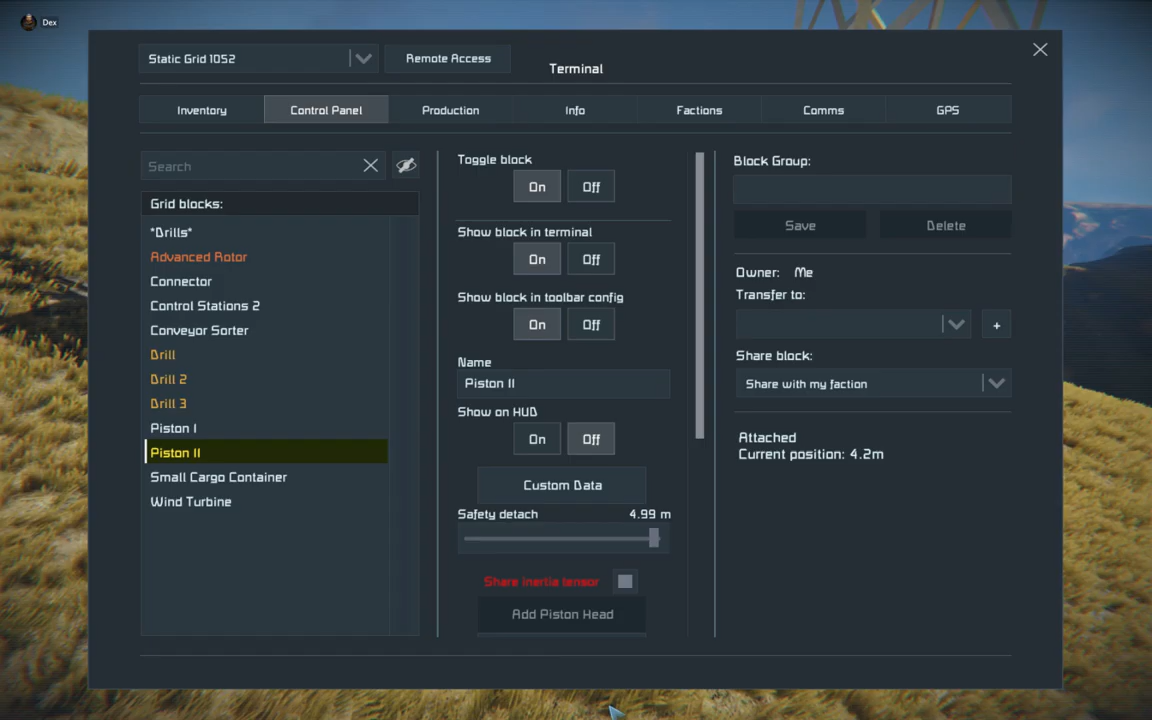 Dex
Static Grid 1052
Remote Access
Terminal
Inventory
Control Panel
Production
Info
Factions
Comms
GPS
Search
Grid blocks:
*Drills*
Advanced Rotor
Connector
Control Stations 2
Conveyor Sorter
Drill
Drill 2
Drill 3
Piston I
Piston II
Small Cargo Container
Wind Turbine
Toggle block
On Off
Show block in terminal
On Off
Show block in toolbar config
On Off
Name
Piston II
Show on HUD
On Off
Custom Data
Safety detach 4.99 m
Share inertia tensor
Add Piston Head
Block Group:
Save Delete
Owner: Me
Transfer to:
+
Share block:
Share with my faction
Attached
Current position: 4.2m